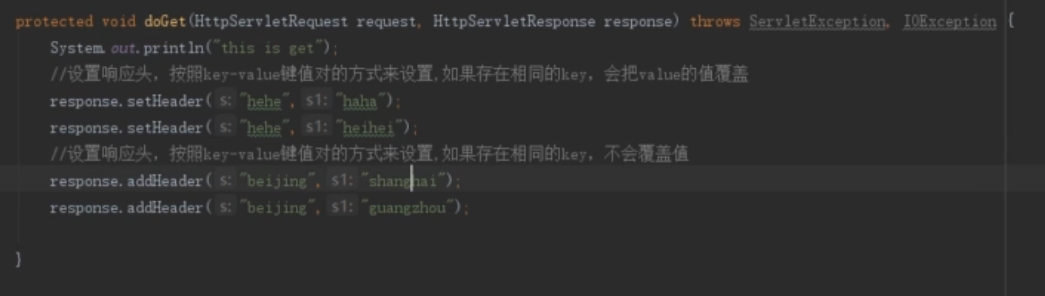 protected void doGet(HttpServletRequest request, HttpServletResponse response) throws ServletException, IOException {
System.out.println("this is get");
//设置响应头，按照key-value键值对的方式来设置,如果存在相同的key，会把value的值覆盖
response.setHeader( s: "hehe", s1: "haha");
response.setHeader( s: "hehe", s1: "heihei");
//设置响应头，按照key-value键值对的方式来设置,如果存在相同的key，不会覆盖值
response.addHeader( s: "beijing", s1: "shanghai");
response.addHeader( s: "beijing", s1: "guangzhou");
}